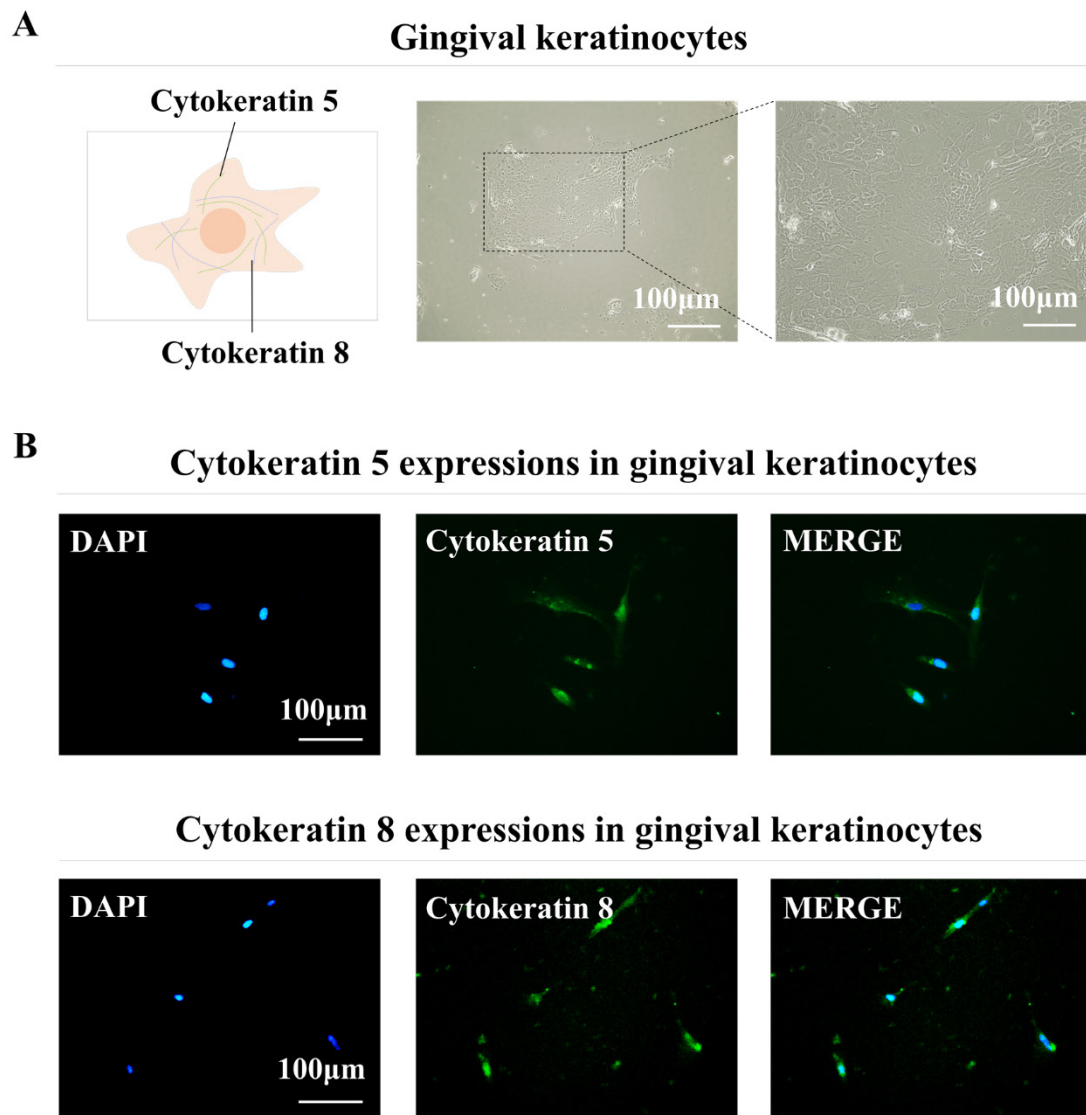 A
Gingival keratinocytes
Cytokeratin 5
Cytokeratin 8
100μm
100μm
B
Cytokeratin 5 expressions in gingival keratinocytes
DAPI
Cytokeratin 5
MERGE
100μm
Cytokeratin 8 expressions in gingival keratinocytes
DAPI
Cytokeratin 8
MERGE
100μm